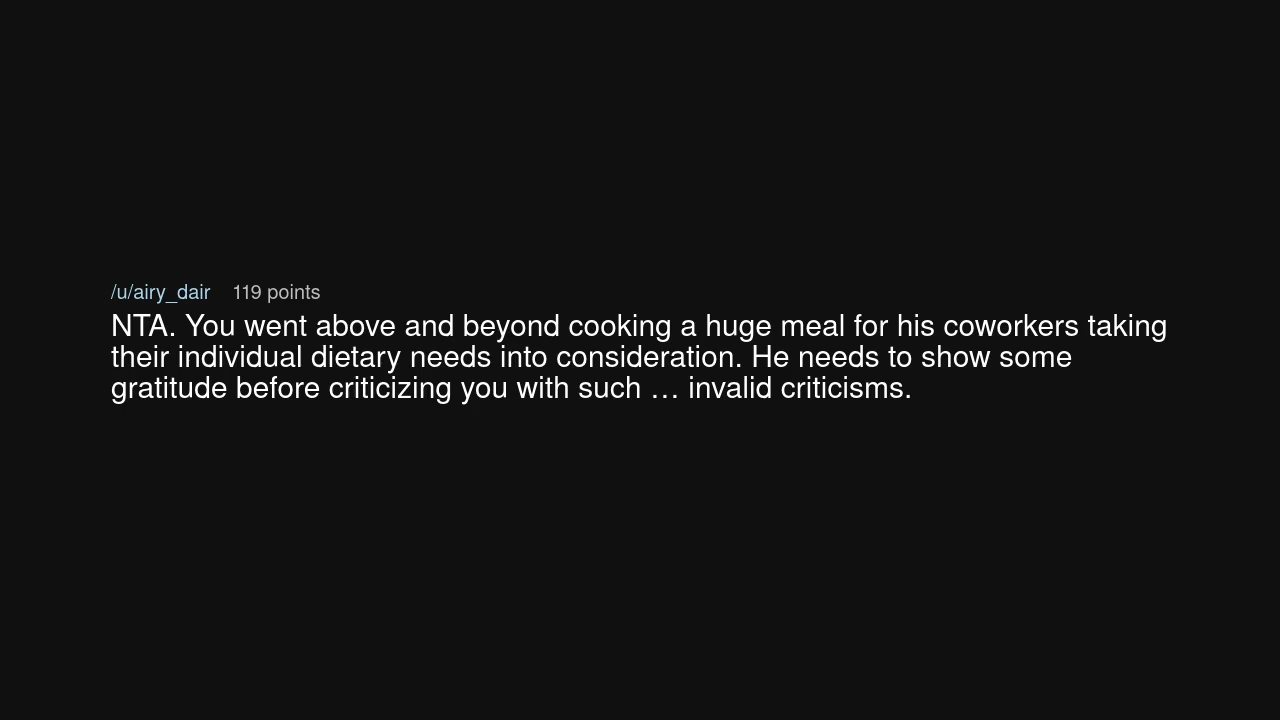 /u/airy_dair 119 points
NTA. You went above and beyond cooking a huge meal for his coworkers taking
their individual dietary needs into consideration. He needs to show some
gratitude before criticizing you with such … invalid criticisms.